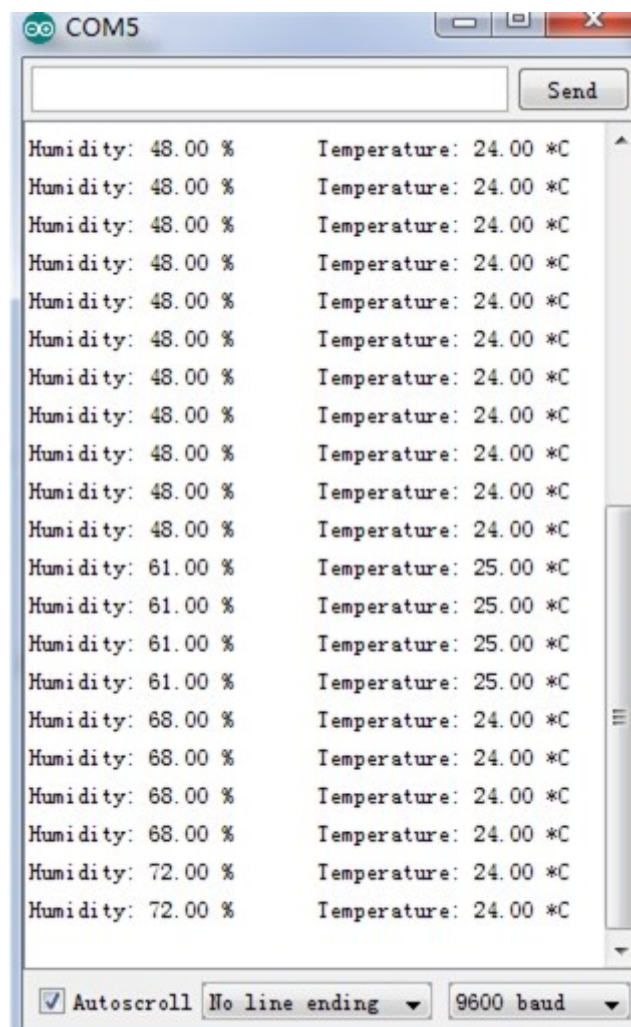 COM5
Send
Humidity: 48.00 % Temperature: 24.00 *C
Humidity: 48.00 % Temperature: 24.00 *C
Humidity: 48.00 % Temperature: 24.00 *C
Humidity: 48.00 % Temperature: 24.00 *C
Humidity: 48.00 % Temperature: 24.00 *C
Humidity: 48.00 % Temperature: 24.00 *C
Humidity: 48.00 % Temperature: 24.00 *C
Humidity: 48.00 % Temperature: 24.00 *C
Humidity: 48.00 % Temperature: 24.00 *C
Humidity: 48.00 % Temperature: 24.00 *C
Humidity: 48.00 % Temperature: 24.00 *C
Humidity: 61.00 % Temperature: 25.00 *C
Humidity: 61.00 % Temperature: 25.00 *C
Humidity: 61.00 % Temperature: 25.00 *C
Humidity: 61.00 % Temperature: 25.00 *C
Humidity: 68.00 % Temperature: 24.00 *C
Humidity: 68.00 % Temperature: 24.00 *C
Humidity: 68.00 % Temperature: 24.00 *C
Humidity: 68.00 % Temperature: 24.00 *C
Humidity: 72.00 % Temperature: 24.00 *C
Humidity: 72.00 % Temperature: 24.00 *C
Autoscroll No line ending 9600 baud